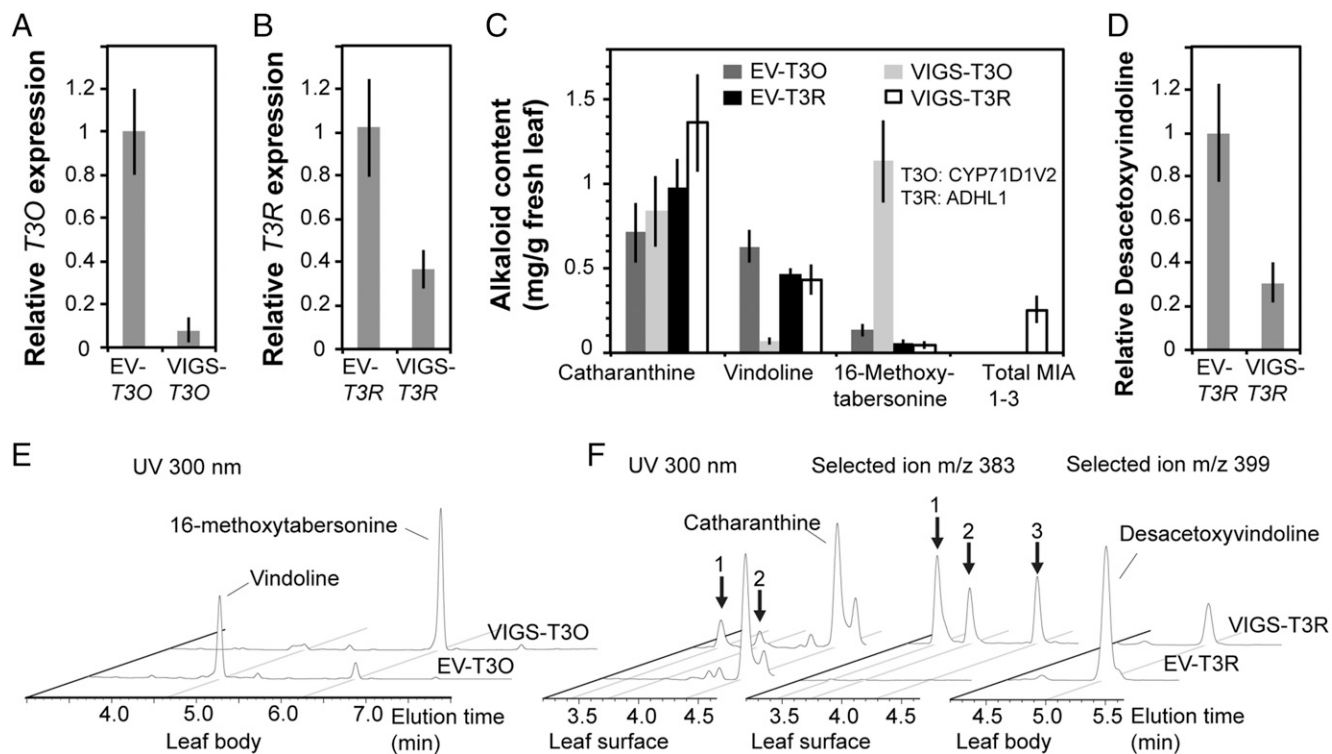 A
Relative T3O expression
1.2
1
0.8
0.6
0.4
0.2
0
EV-
T3O
VIGS-
T3O
B
Relative T3R expression
1.2
1
0.8
0.6
0.4
0.2
0
EV-
T3R
VIGS-
T3R
C
Alkaloid content
(mg/g fresh leaf)
1.5
1
0.5
0
EV-T3O
VIGS-T3O
EV-T3R
VIGS-T3R
T3O: CYP71D1V2
T3R: ADHL1
Catharanthine
Vindoline
16-Methoxy-
tabersonine
Total MIA
1-3
D
Relative Desacetoxyvindoline
1.2
1
0.8
0.6
0.4
0.2
0
EV-
T3R
VIGS-
T3R
E
UV 300 nm
16-methoxytabersonine
Vindoline
VIGS-T3O
EV-T3O
4.0 5.0 6.0 7.0 Elution time
Leaf body (min)
F
UV 300 nm Selected ion m/z 383 Selected ion m/z 399
Catharanthine
1
2
1
2
3
Desacetoxyvindoline
VIGS-T3R
EV-T3R
3.5 4.0 4.5 3.5 4.0 4.5 4.5 5.0 5.5 Elution time
Leaf surface Leaf surface Leaf body (min)